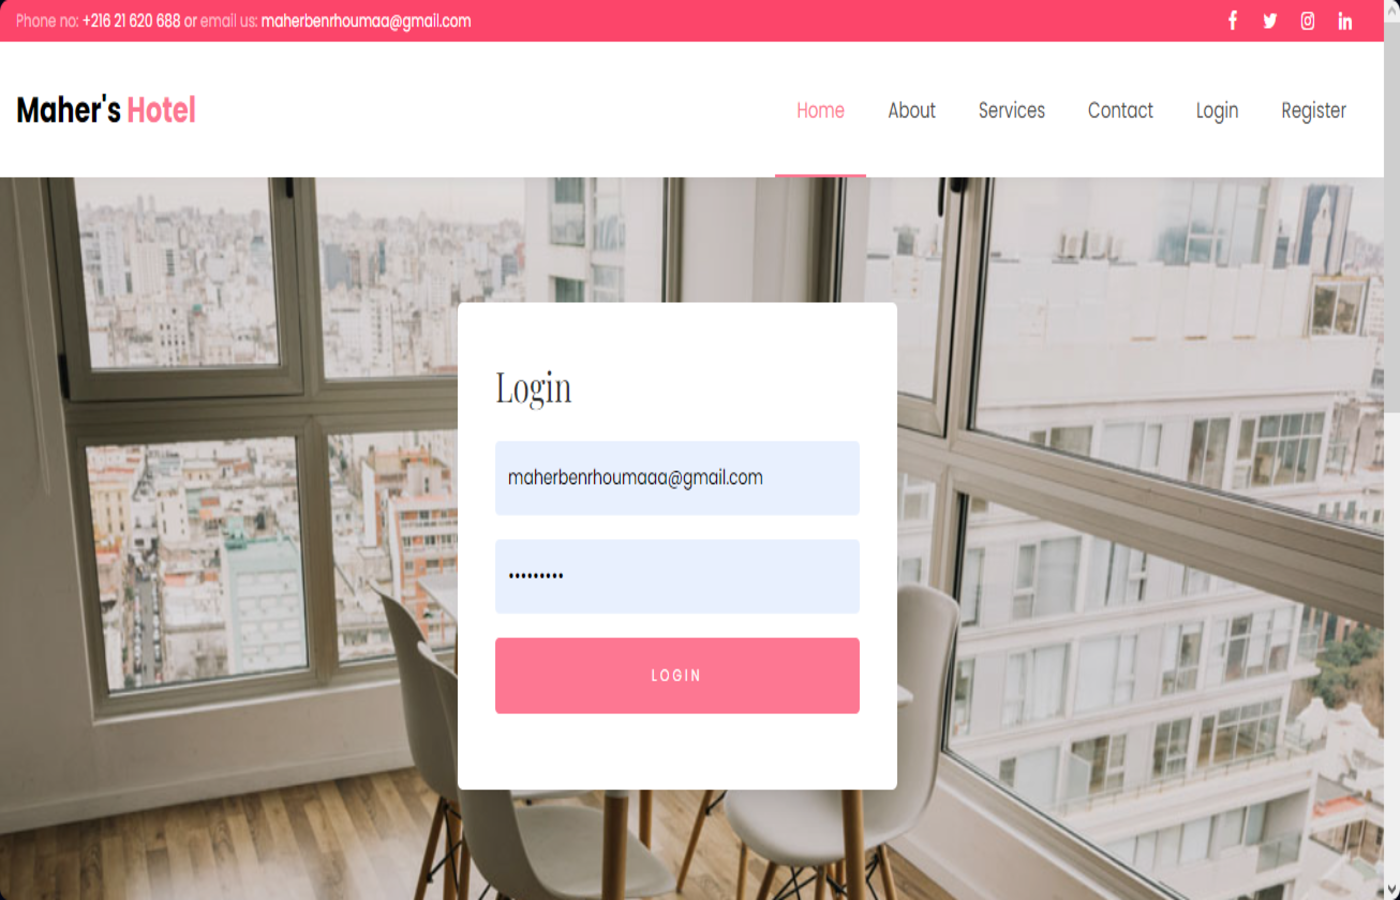 Phone no: +216 21 620 688 or email us: maherbenrhoumaa@gmail.com
Maher's Hotel
Home About Services Contact Login Register
Login
maherbenrhoumaaa@gmail.com
•••••••••
LOGIN